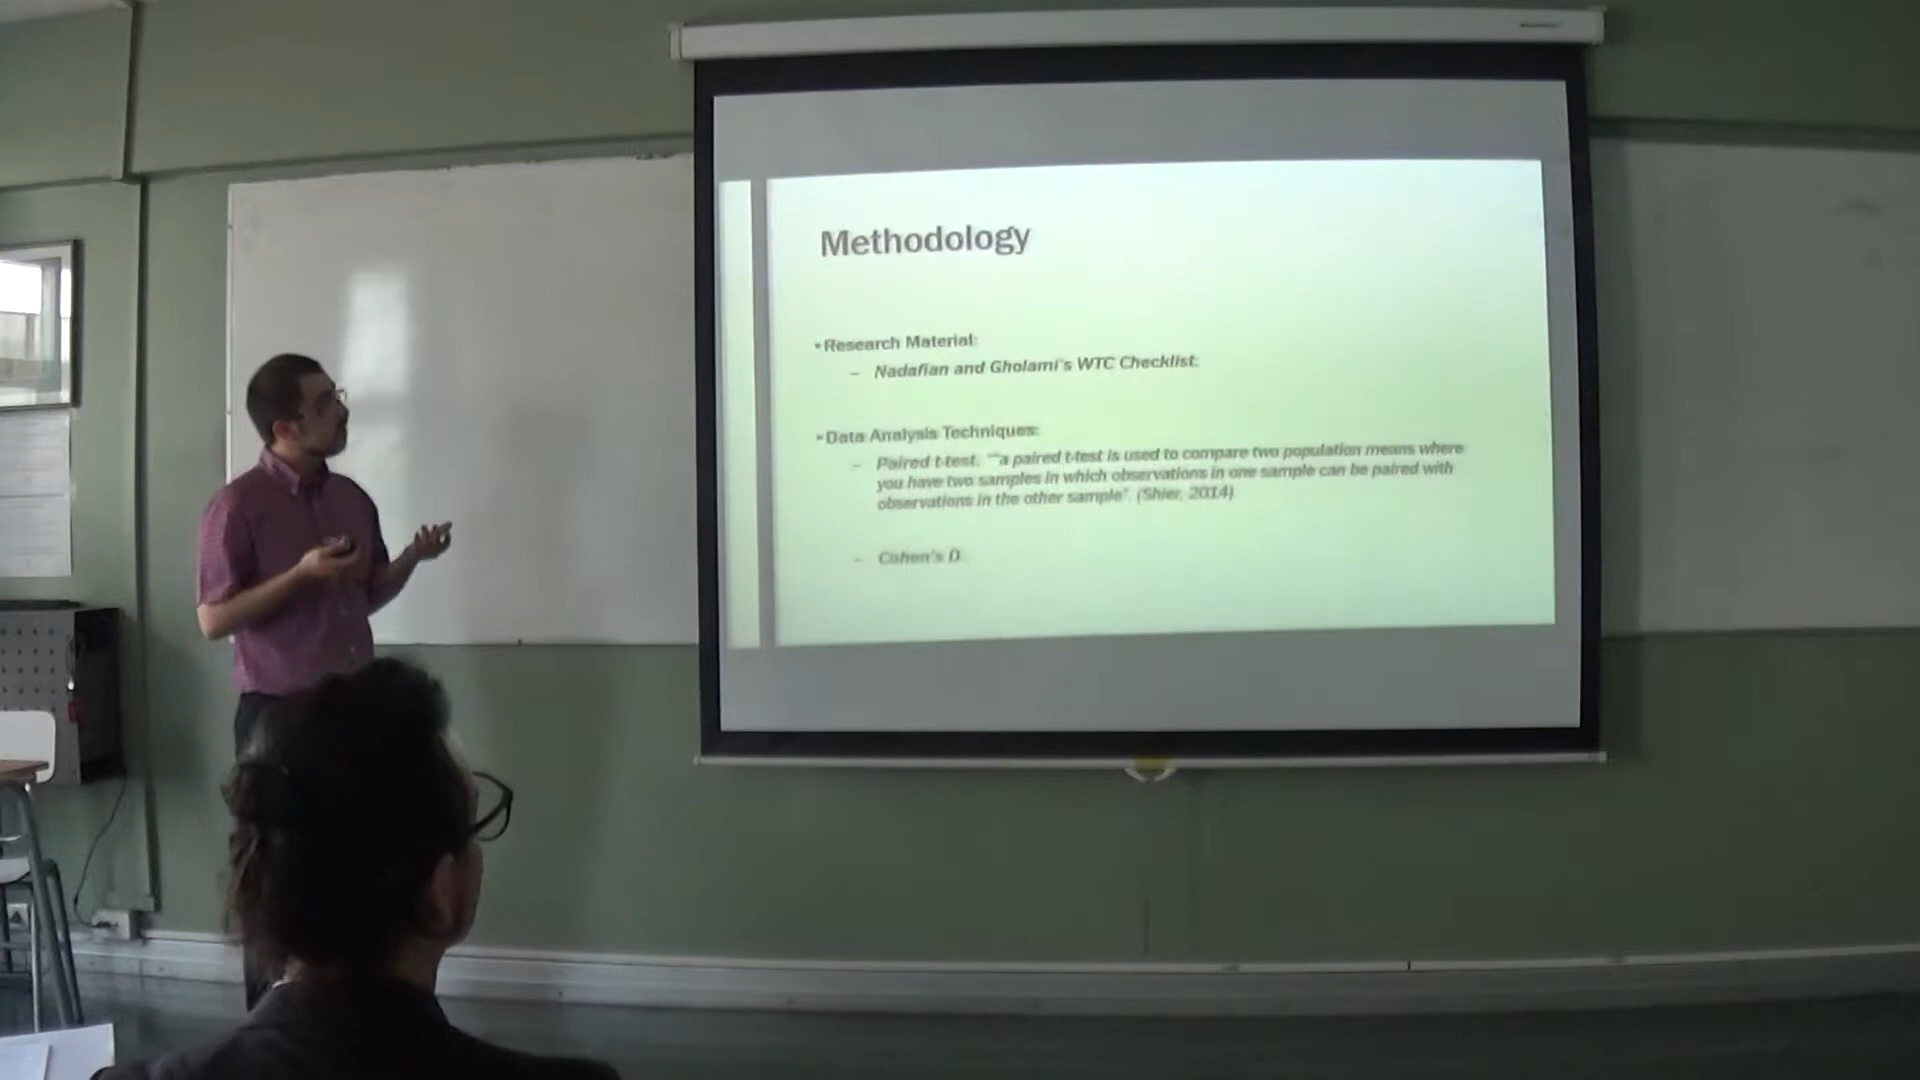 Methodology
▪Research Material:
– Nadafian and Gholami's WTC Checklist.
▪Data Analysis Techniques:
– Paired t-test. ""a paired t-test is used to compare two population means where
you have two samples in which observations in one sample can be paired with
observations in the other sample". (Shier, 2014)
– Cohen's D.